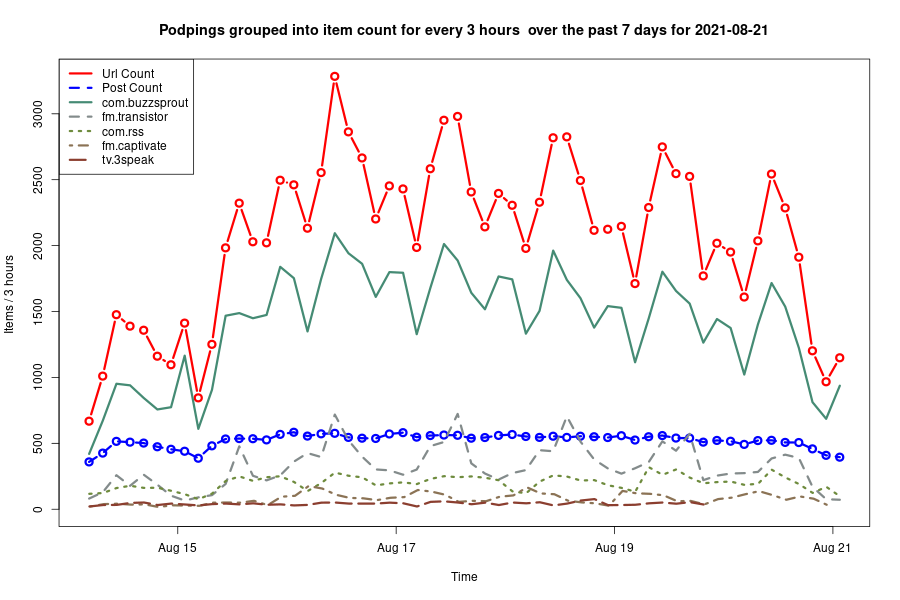 Podpings grouped into item count for every 3 hours  over the past 7 days for 2021-08-21
Url Count
Post Count
com.buzzsprout
fm.transistor
com.rss
fm.captivate
tv.3speak
Items / 3 hours
3000
2500
2000
1500
1000
500
0
Aug 15
Aug 17
Aug 19
Aug 21
Time